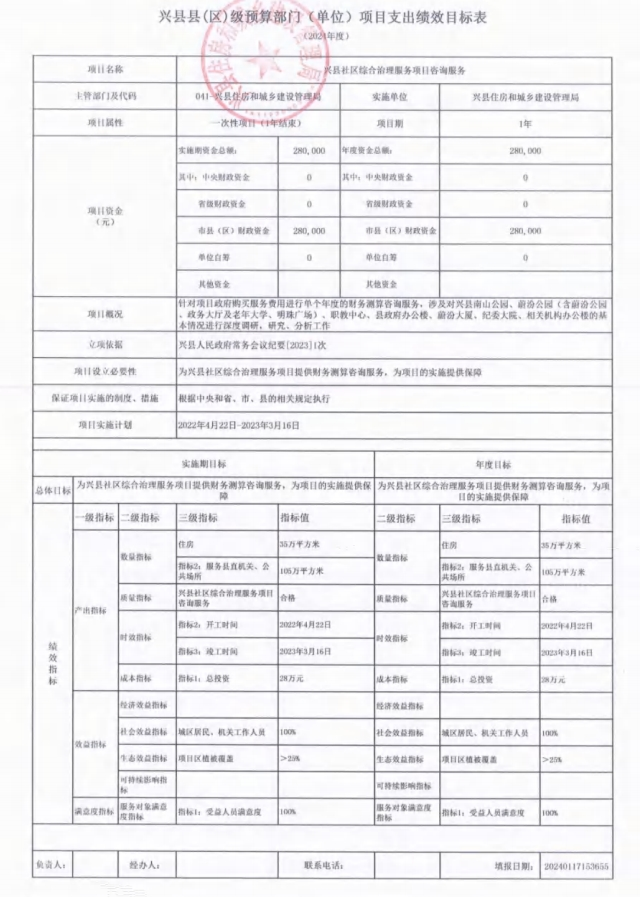 兴县县(区)级预算部门(单位)项目支出绩效目标表
(2024年度)
项目名称 兴县社区综合治理服务项目咨询服务
主管部门及代码 041-兴县住房和城乡建设管理局 实施单位 兴县住房和城乡建设管理局
项目属性 一次性项目(1年结束) 项目期 1年
项目资金
(元)
实施期资金总额: 280,000 年度资金总额: 280,000
其中:中央财政资金 0 其中:中央财政资金 0
省级财政资金 0 省级财政资金 0
市县(区)财政资金 280,000 市县(区)财政资金 280,000
单位自筹 0 单位自筹 0
其他资金 其他资金
项目概况
针对项目政府购买服务费用进行单个年度的财务测算咨询服务,涉及对兴县南山公园、蔚汾公园(含蔚汾公园
、政务大厅及老年大学、明珠广场)、职教中心、县政府办公楼、蔚汾大厦、纪委大院、相关机构办公楼的基
本情况进行深度调研、研究、分析工作
立项依据 兴县人民政府常务会议纪要[2023]1次
项目设立必要性 为兴县社区综合治理服务项目提供财务测算咨询服务,为项目的实施提供保障
保证项目实施的制度、措施 根据中央和省、市、县的相关规定执行
项目实施计划 2022年4月22日-2023年3月16日
实施期目标 年度目标
总体目标
为兴县社区综合治理服务项目提供财务测算咨询服务,为项目的实施提供保
障
为兴县社区综合治理服务项目提供财务测算咨询服务,为项
目的实施提供保障
绩效指标
一级指标 二级指标 三级指标 指标值 二级指标 三级指标 指标值
产出指标
数量指标 住房 35万平方米 数量指标 住房 35万平方米
指标2:服务县直机关、公
共场所 105万平方米
指标2:服务县直机关、公
共场所 105万平方米
质量指标 兴县社区综合治理服务项目
咨询服务 合格
质量指标 兴县社区综合治理服务项目
咨询服务 合格
时效指标 指标2:开工时间 2022年4月22日 时效指标 指标2:开工时间 2022年4月22日
指标3:竣工时间 2023年3月16日 指标3:竣工时间 2023年3月16日
成本指标 指标1:总投资 28万元 成本指标 指标1:总投资 28万元
效益指标
经济效益指标 经济效益指标
社会效益指标 城区居民、机关工作人员 100% 社会效益指标 城区居民、机关工作人员 100%
生态效益指标 项目区植被覆盖 >25% 生态效益指标 项目区植被覆盖 >25%
可持续影响指
标
可持续影响指标
满意度指标
服务对象满意
度指标 指标1:受益人员满意度 100%
服务对象满意度
指标 指标1:受益人员满意度 100%
负责人: 经办人: 联系电话: 填报日期: 20240117153655